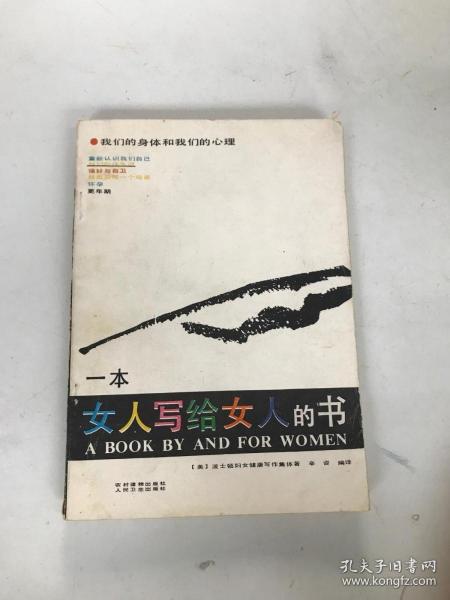 ●我们的身体和我们的心理
重新认识我们自己
强奸与自卫
怀孕
更年期
一本
女人写给女人的书
A BOOK BY AND FOR WOMEN
〔美〕波士顿妇女健康写作集体著 编译
农村读物出版社
人民卫生出版社
孔夫子旧书网
www.kongfz.com